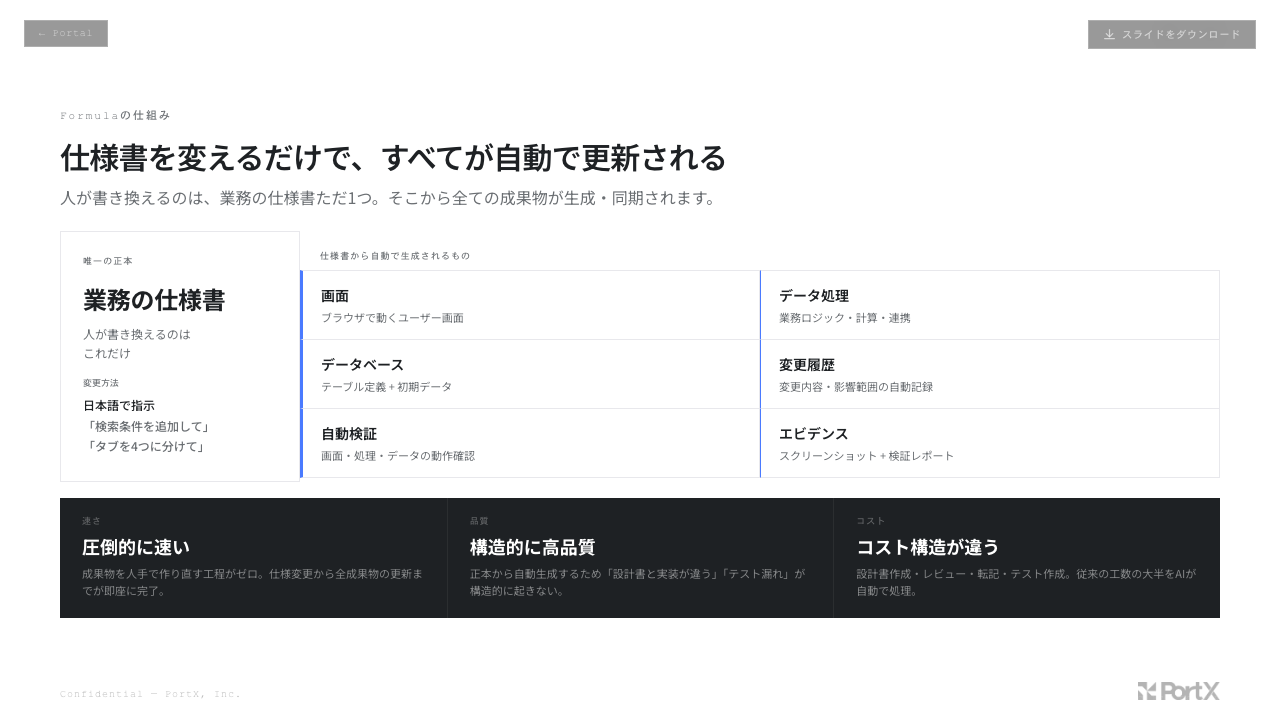 ← Portal
スライドをダウンロード
Formulaの仕組み
仕様書を変えるだけで、すべてが自動で更新される
人が書き換えるのは、業務の仕様書ただ1つ。そこから全ての成果物が生成・同期されます。
唯一の正本
業務の仕様書
人が書き換えるのは
これだけ
変更方法
日本語で指示
「検索条件を追加して」
「タブを4つに分けて」
仕様書から自動で生成されるもの
画面
ブラウザで動くユーザー画面
データ処理
業務ロジック・計算・連携
データベース
テーブル定義＋初期データ
変更履歴
変更内容・影響範囲の自動記録
自動検証
画面・処理・データの動作確認
エビデンス
スクリーンショット＋検証レポート
速さ
圧倒的に速い
成果物を人手で作り直す工程がゼロ。仕様変更から全成果物の更新ま
でが即座に完了。
品質
構造的に高品質
正本から自動生成するため「設計書と実装が違う」「テスト漏れ」が
構造的に起きない。
コスト
コスト構造が違う
設計書作成・レビュー・転記・テスト作成。従来の工数の大半をAIが
自動で処理。
Confidential — PortX, Inc.
PortX